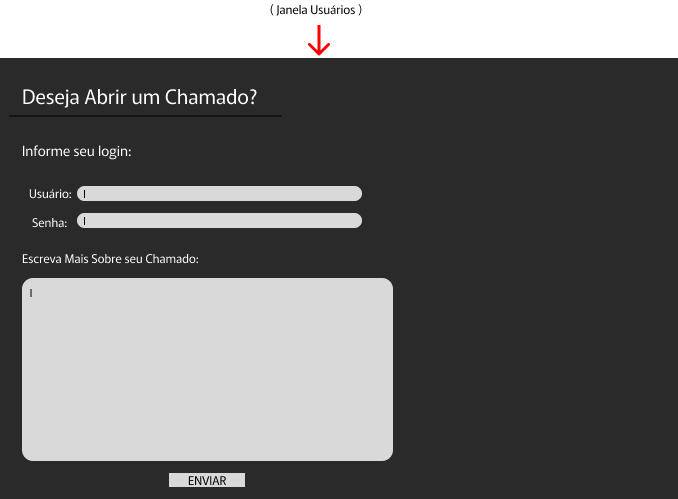 ( Janela Usuários )
Deseja Abrir um Chamado?
Informe seu login:
Usuário:
Senha:
Escreva Mais Sobre seu Chamado:
ENVIAR